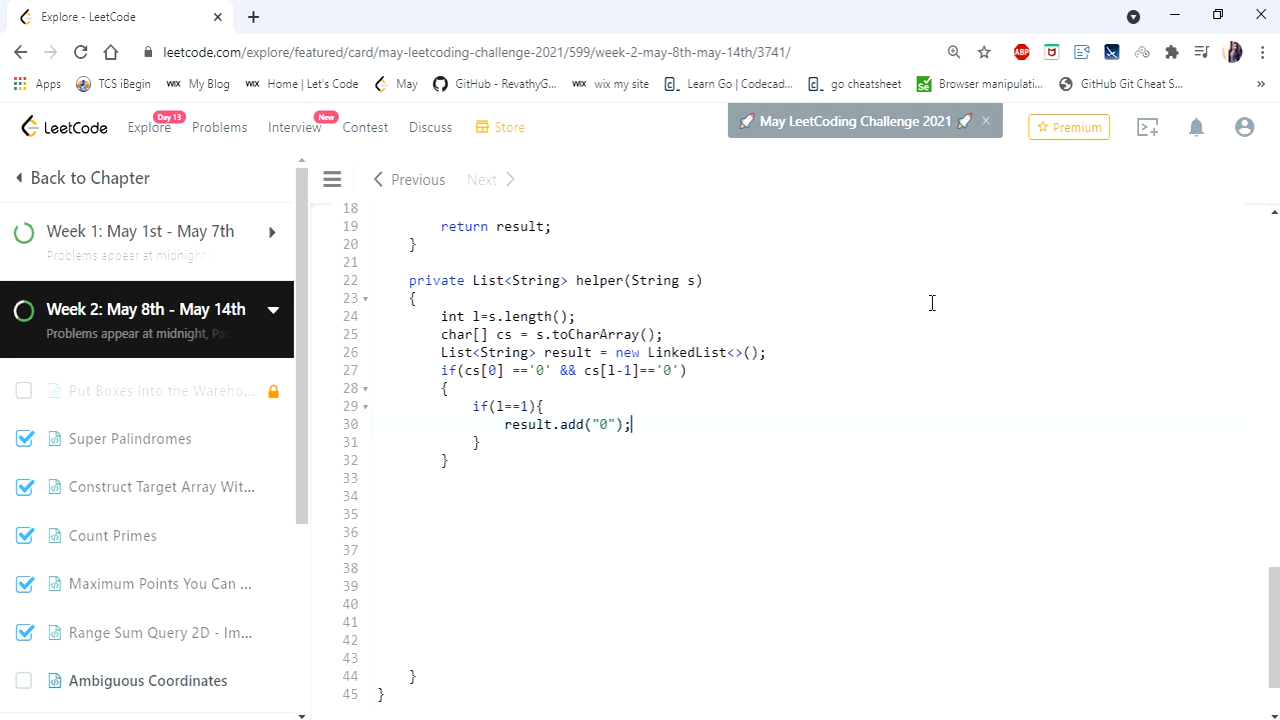 Explore - LeetCode
leetcode.com/explore/featured/card/may-leetcoding-challenge-2021/599/week-2-may-8th-may-14th/3741/
Apps TCS iBegin WiX My Blog WiX Home | Let's Code May GitHub - RevathyG... WiX wix my site Learn Go | Codecad... go cheatsheet Browser manipulati... GitHub Git Cheat S... »
LeetCode Explore Day 13 Problems Interview New Contest Discuss Store May LeetCoding Challenge 2021 × Premium
Back to Chapter
Previous Next
Week 1: May 1st - May 7th
Problems appear at midnight
Week 2: May 8th - May 14th
Problems appear at midnight, Pa
Put Boxes Into the Wareho...
Super Palindromes
Construct Target Array Wit...
Count Primes
Maximum Points You Can ...
Range Sum Query 2D - Im...
Ambiguous Coordinates
18
19 return result;
20 }
21
22 private List<String> helper(String s)
23 {
24 int l=s.length();
25 char[] cs = s.toCharArray();
26 List<String> result = new LinkedList<>();
27 if(cs[0] =='0' && cs[l-1]=='0')
28 {
29 if(l==1){
30 result.add("0");
31 }
32 }
33
34
35
36
37
38
39
40
41
42
43
44 }
45 }